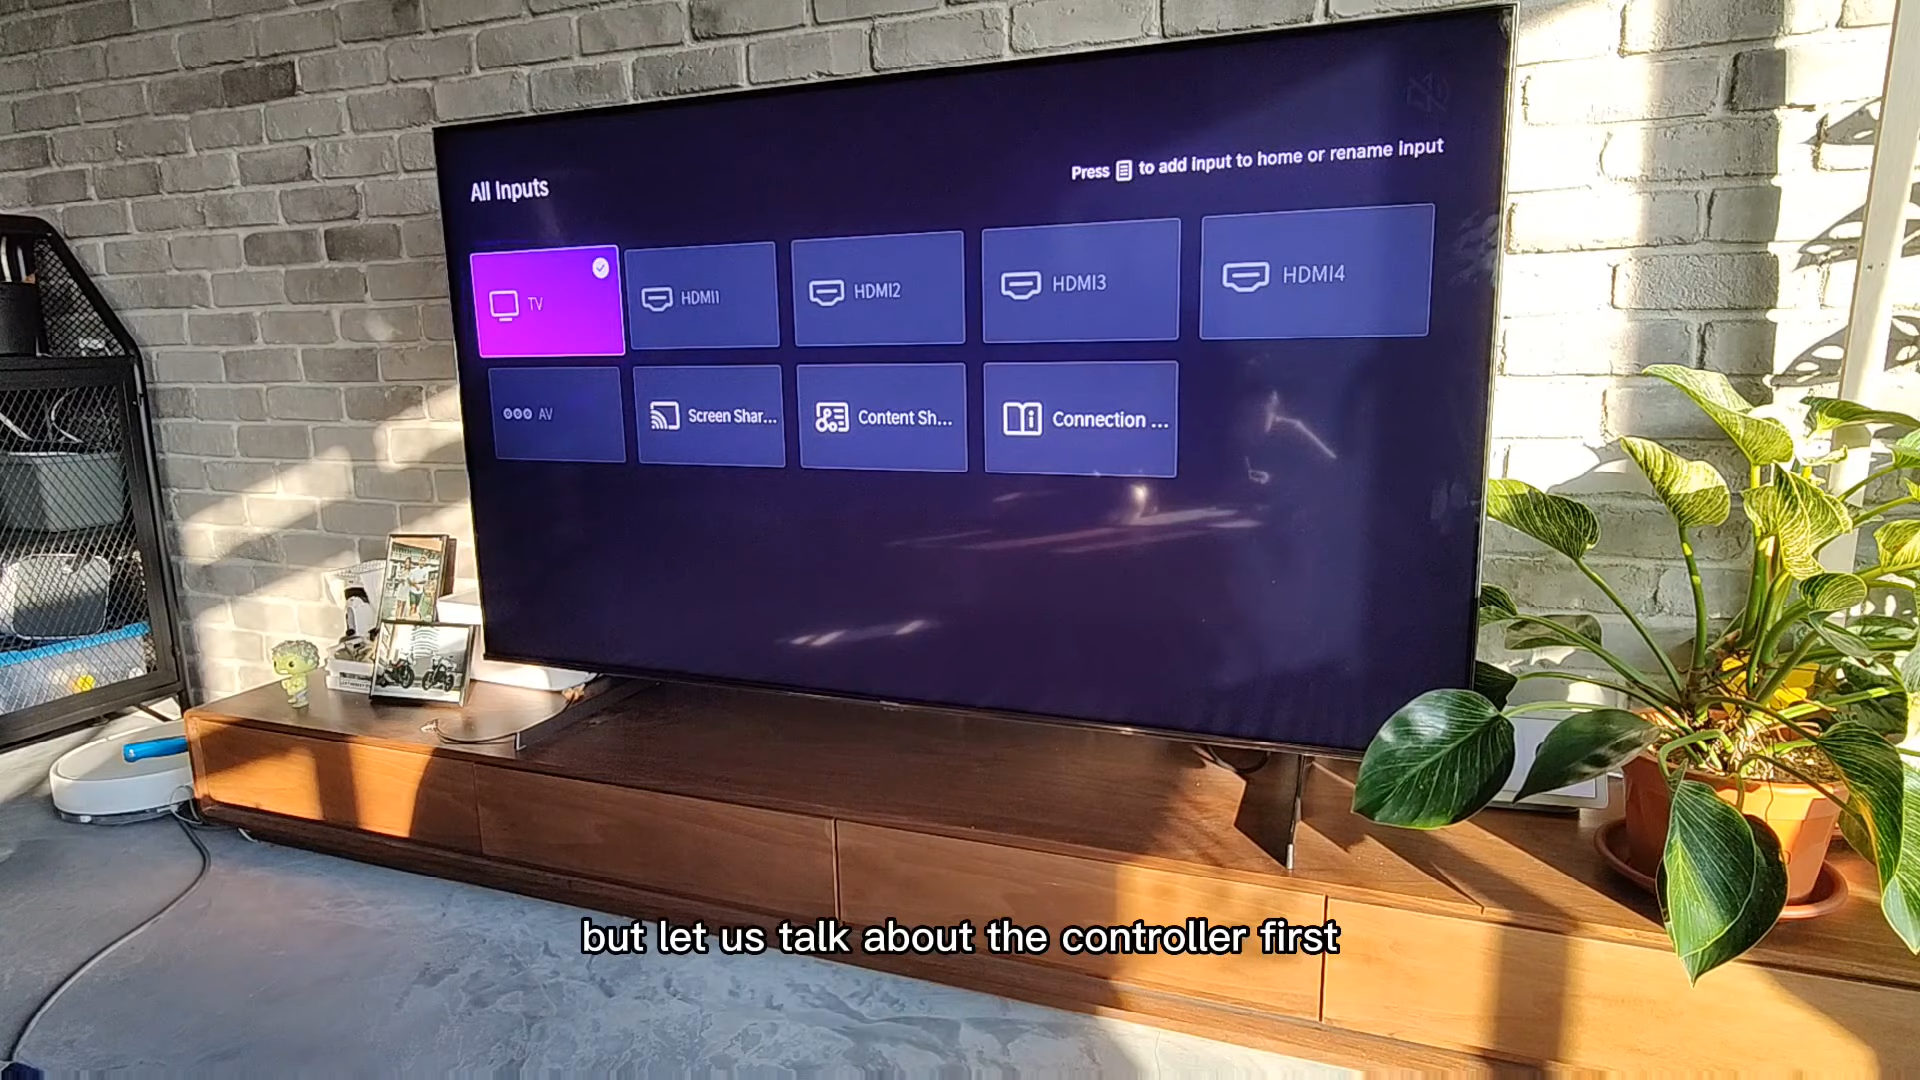 All Inputs
Press to add input to home or rename input
TV
HDMI1
HDMI2
HDMI3
HDMI4
AV
Screen Shar...
Content Sh...
Connection ...
but let us talk about the controller first